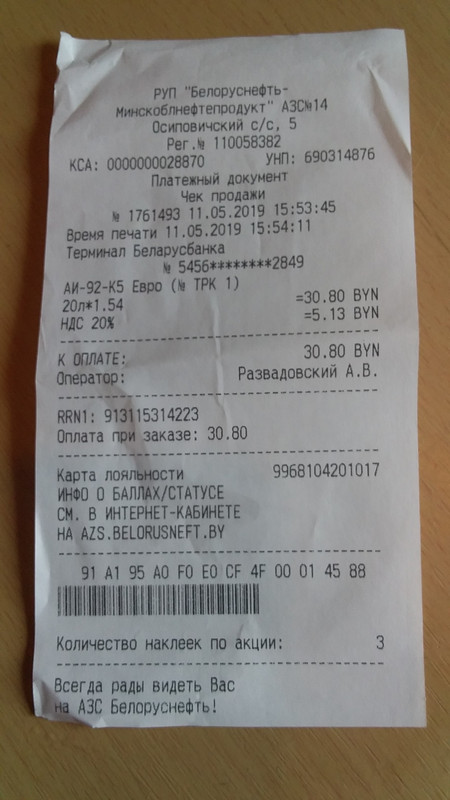 РУП "Белоруснефть-
Минскоблнефтепродукт" АЗС№14
Осиповичский с/с, 5
Рег.№ 110058382
КСА: 0000000028870 УНП: 690314876
Платежный документ
Чек продажи
№ 1761493 11.05.2019 15:53:45
Время печати 11.05.2019 15:54:11
Терминал Беларусбанка
№ 5456********2849
АИ-92-К5 Евро (№ ТРК 1)
20л*1.54 =30.80 BYN
НДС 20% =5.13 BYN
К ОПЛАТЕ: 30.80 BYN
Оператор: Развадовский А.В.
RRN1: 913115314223
Оплата при заказе: 30.80
Карта лояльности 9968104201017
ИНФО О БАЛЛАХ/СТАТУСЕ
СМ. В ИНТЕРНЕТ-КАБИНЕТЕ
НА AZS.BELORUSNEFT.BY
91 A1 95 A0 F0 E0 CF 4F 00 01 45 88
Количество наклеек по акции: 3
Всегда рады видеть Вас
на АЗС Белоруснефть!